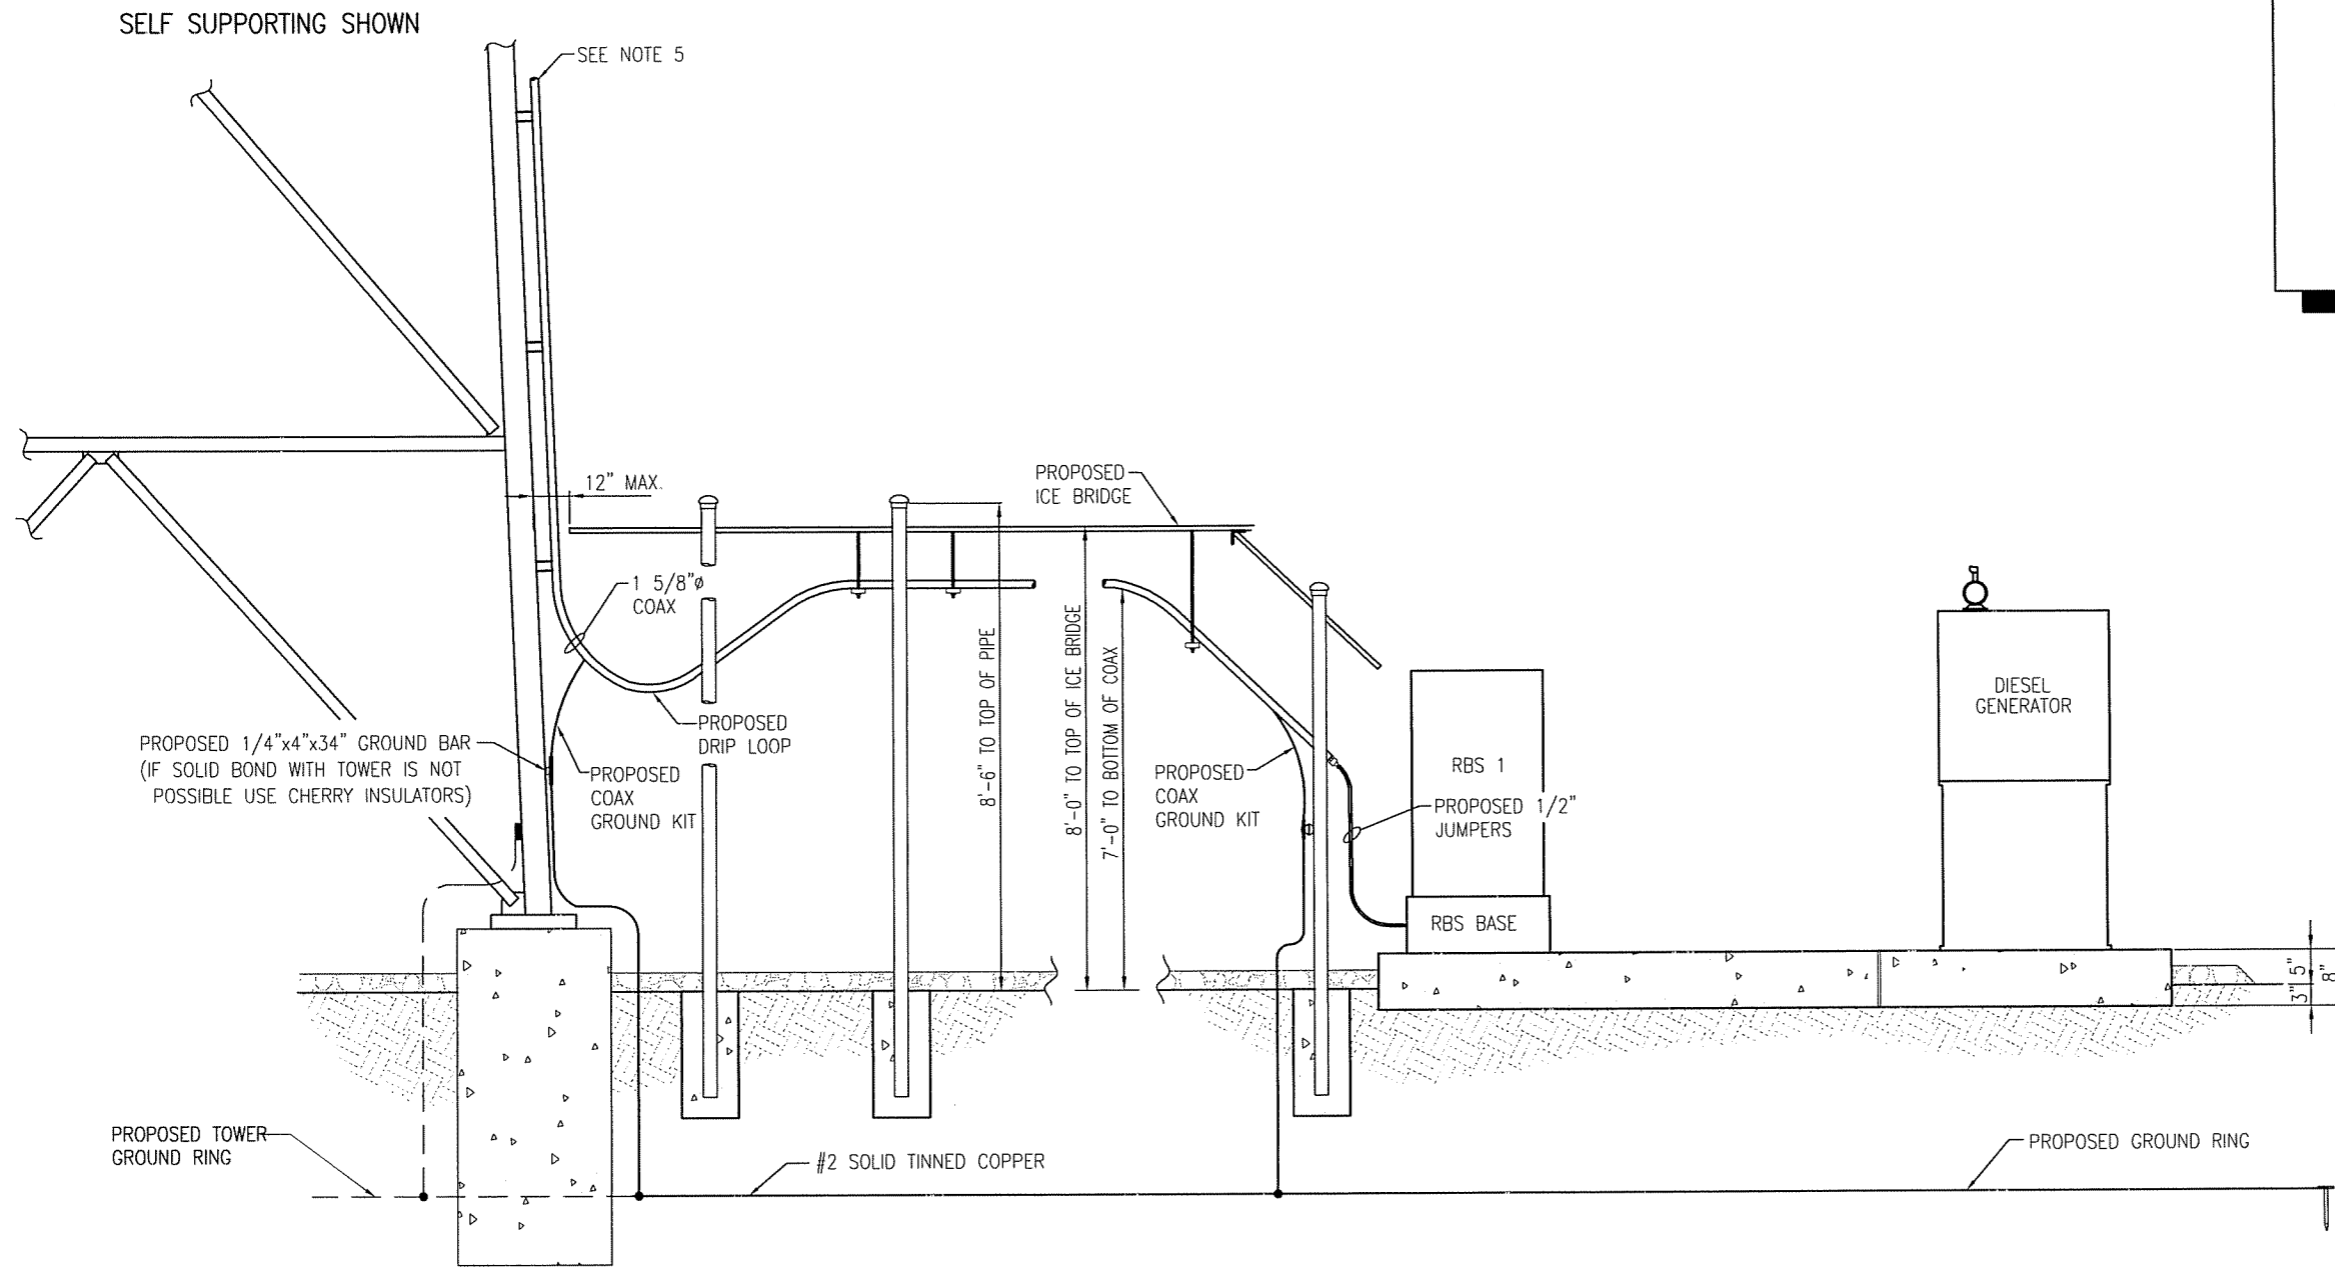 SELF SUPPORTING SHOWN
SEE NOTE 5
12" MAX.
PROPOSED
ICE BRIDGE
1 5/8"ø
COAX
8'-6" TO TOP OF PIPE
8'-0" TO TOP OF ICE BRIDGE
7'-0" TO BOTTOM OF COAX
DIESEL
GENERATOR
PROPOSED
DRIP LOOP
PROPOSED 1/4"x4"x34" GROUND BAR
(IF SOLID BOND WITH TOWER IS NOT
POSSIBLE USE CHERRY INSULATORS)
PROPOSED
COAX
GROUND KIT
PROPOSED
COAX
GROUND KIT
RBS 1
PROPOSED 1/2"
JUMPERS
RBS BASE
3"
5"
8"
PROPOSED TOWER
GROUND RING
#2 SOLID TINNED COPPER
PROPOSED GROUND RING